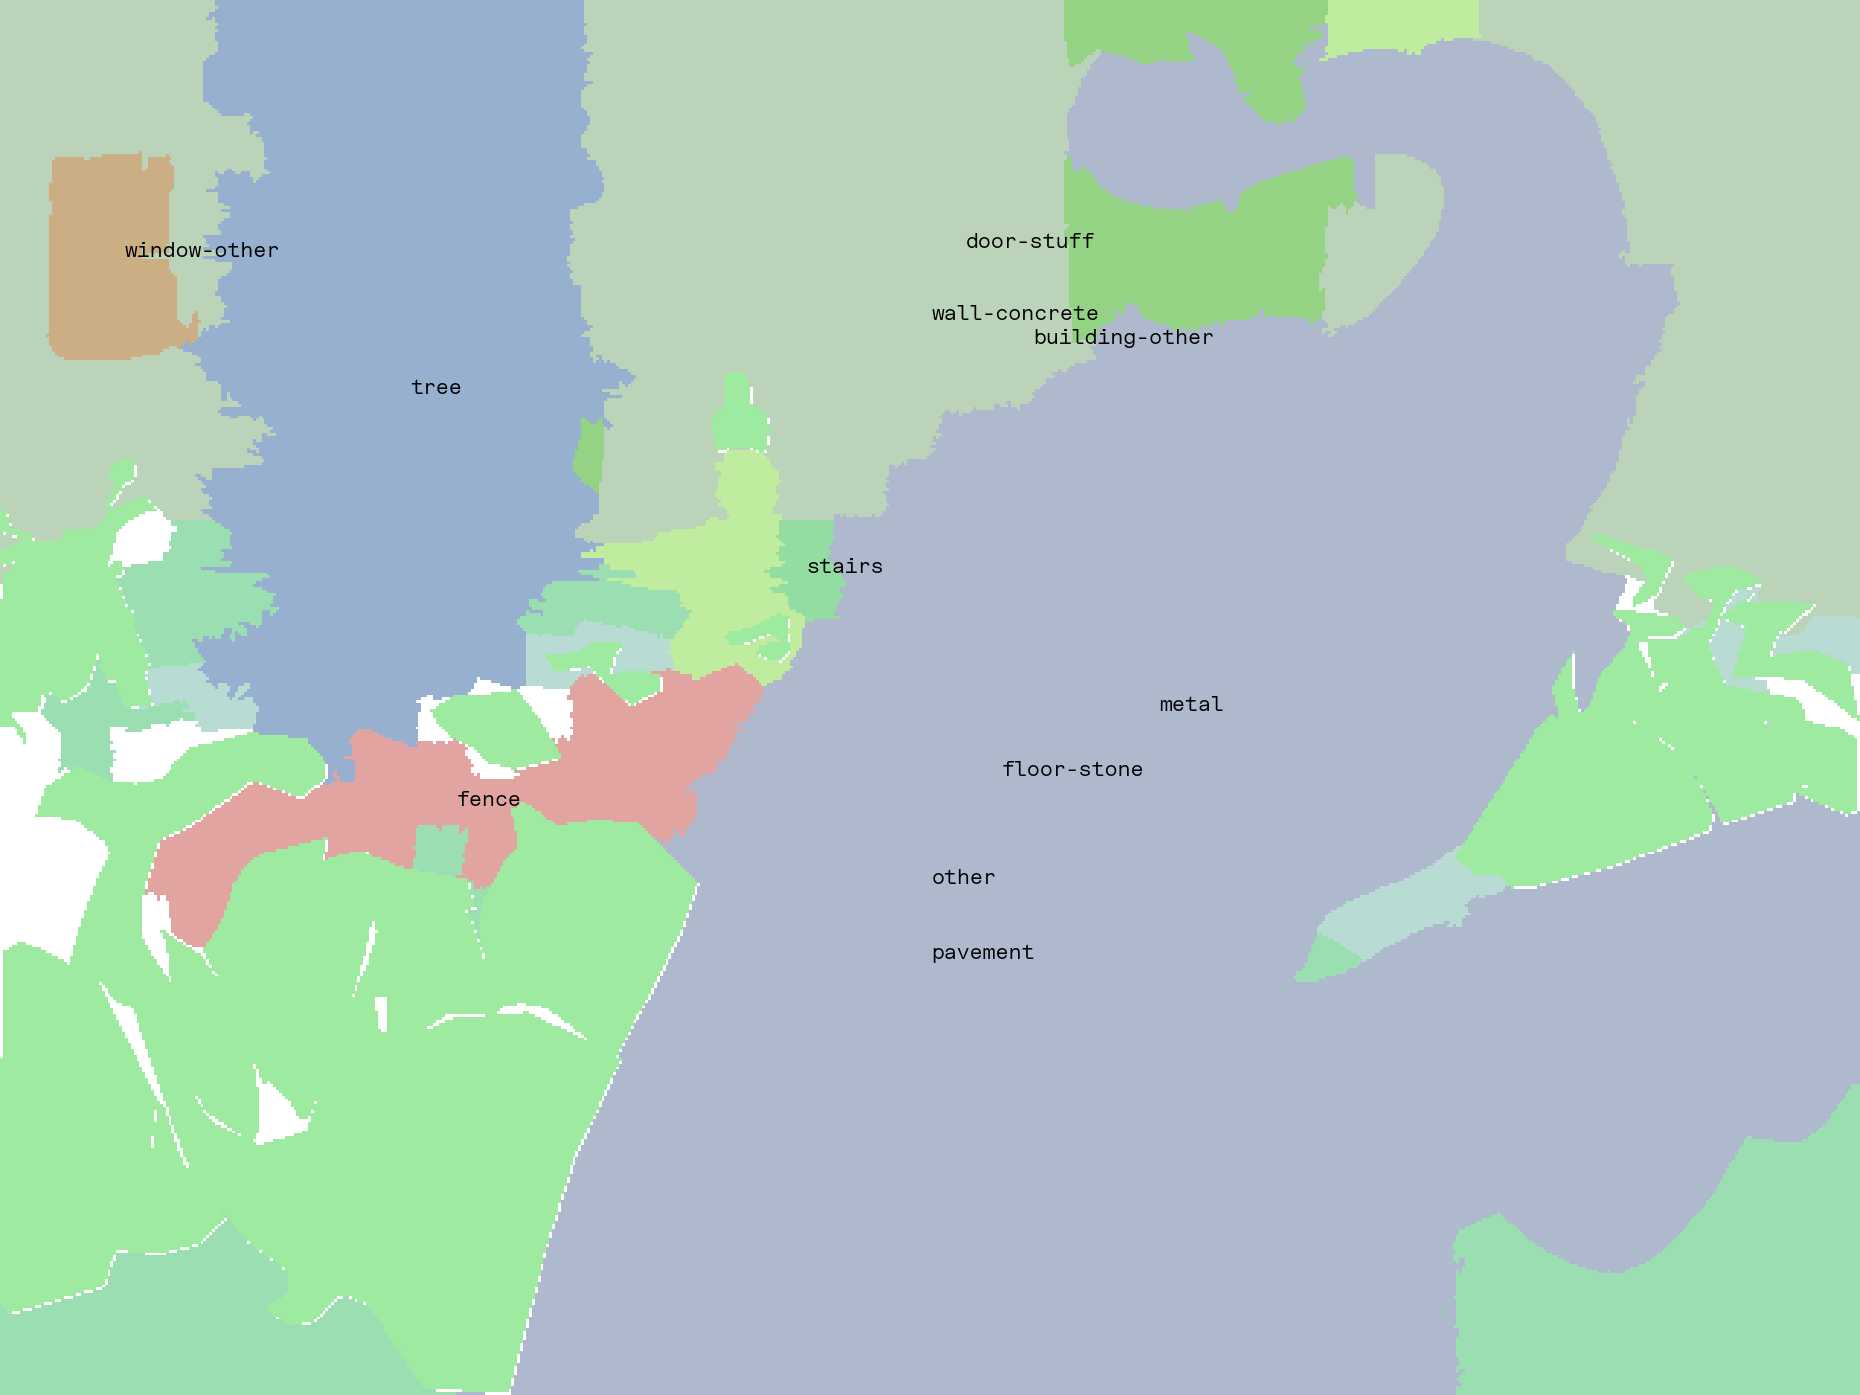 door-stuff
window-other
wall-concrete
building-other
tree
stairs
metal
floor-stone
fence
other
pavement